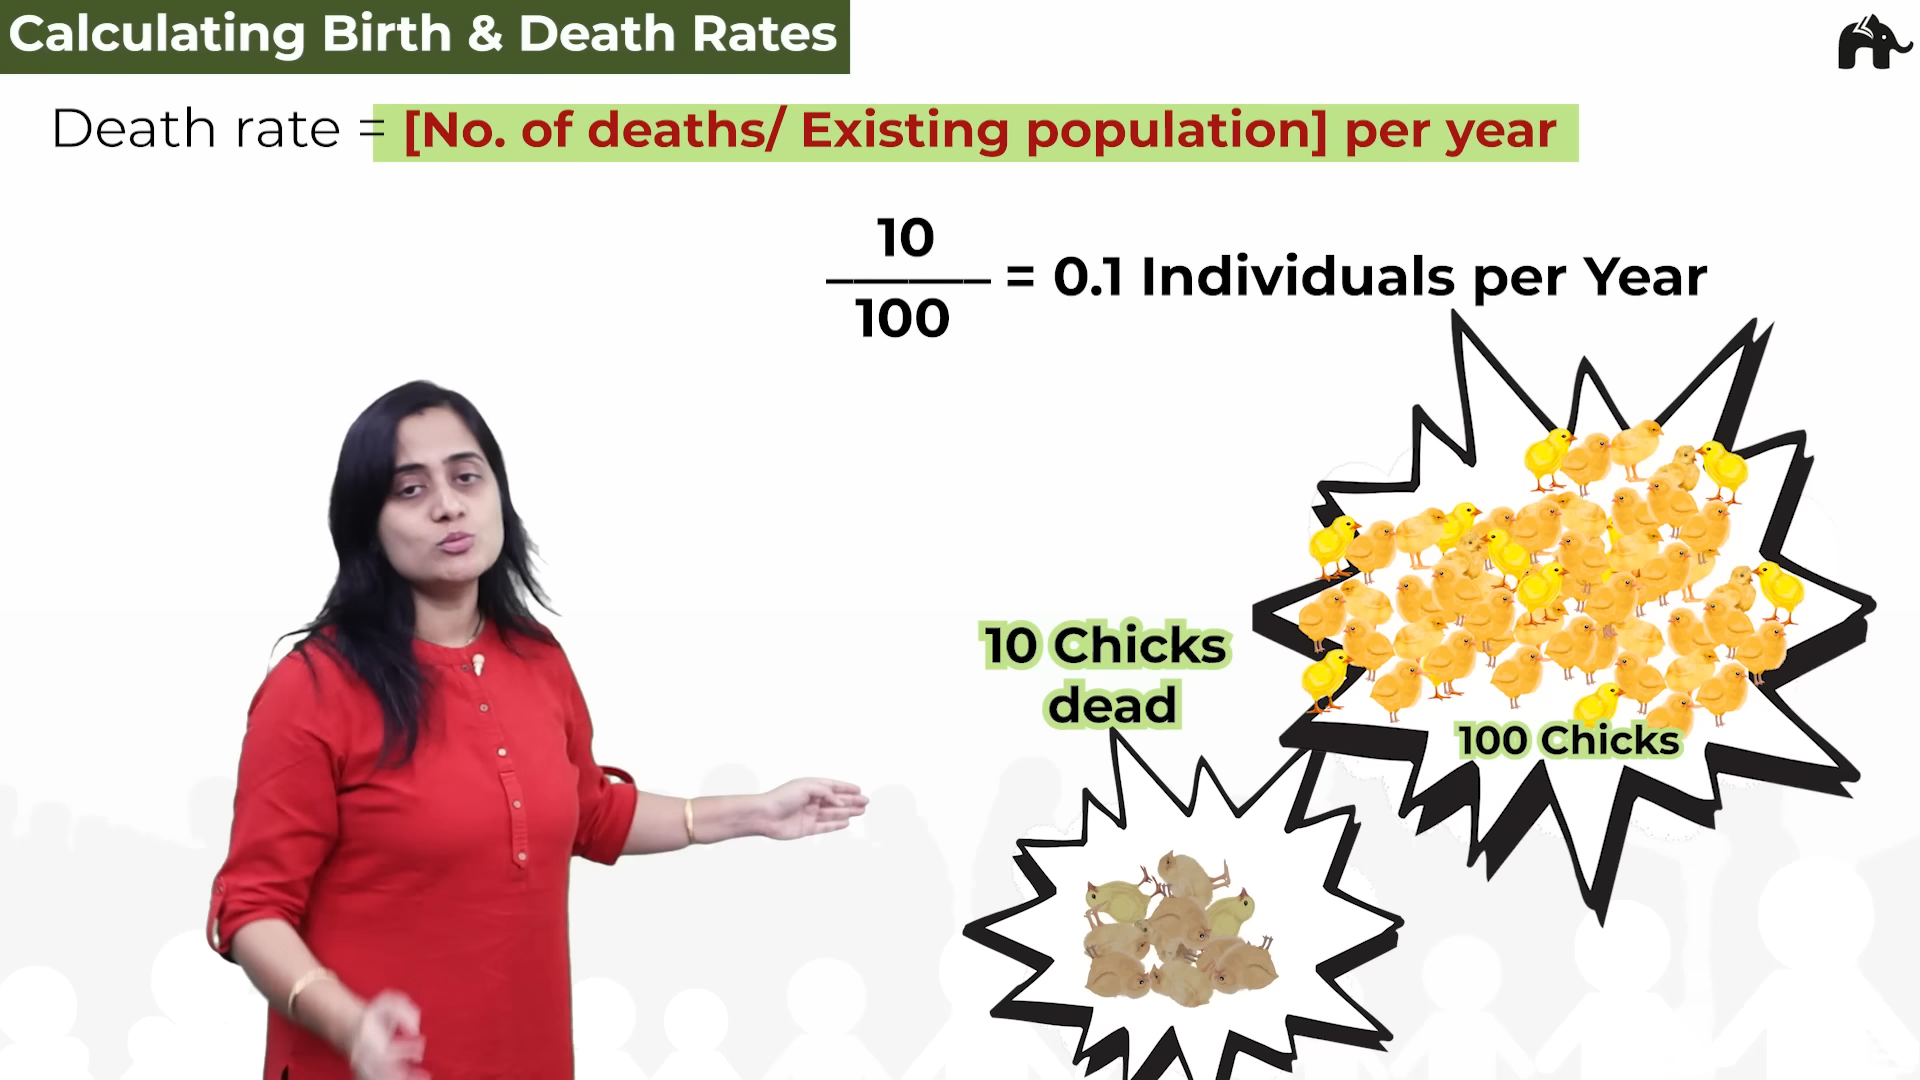 Calculating Birth & Death Rates
Death rate = [No. of deaths/ Existing population] per year
10
100
= 0.1 Individuals per Year
10 Chicks
dead
100 Chicks